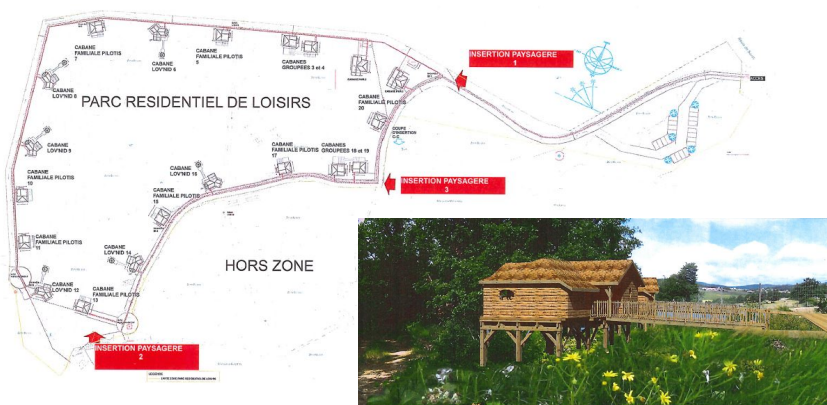 CABANE
FAMILIALE PILOTIS
7
CABANE
LOV'NID 6
CABANE
FAMILIALE PILOTIS
5
CABANES
GROUPEES 3 et 4
INSERTION PAYSAGERE
1
CABANE
LOV'NID 8
PARC RESIDENTIEL DE LOISIRS
CABANE
FAMILIALE PILOTIS
20
ACCES
COUPE
D'INSERTION
C-C
CABANE
LOV'NID 9
CABANE
FAMILIALE PILOTIS
10
CABANE
LOV'NID 16
CABANE
FAMILIALE PILOTIS
17
CABANES
GROUPEES 18 et 19
INSERTION PAYSAGERE
3
CABANE
FAMILIALE PILOTIS
15
CABANE
FAMILIALE PILOTIS
11
CABANE
LOV'NID 14
HORS ZONE
CABANE
LOV'NID 12
CABANE
FAMILIALE PILOTIS
13
INSERTION PAYSAGERE
2